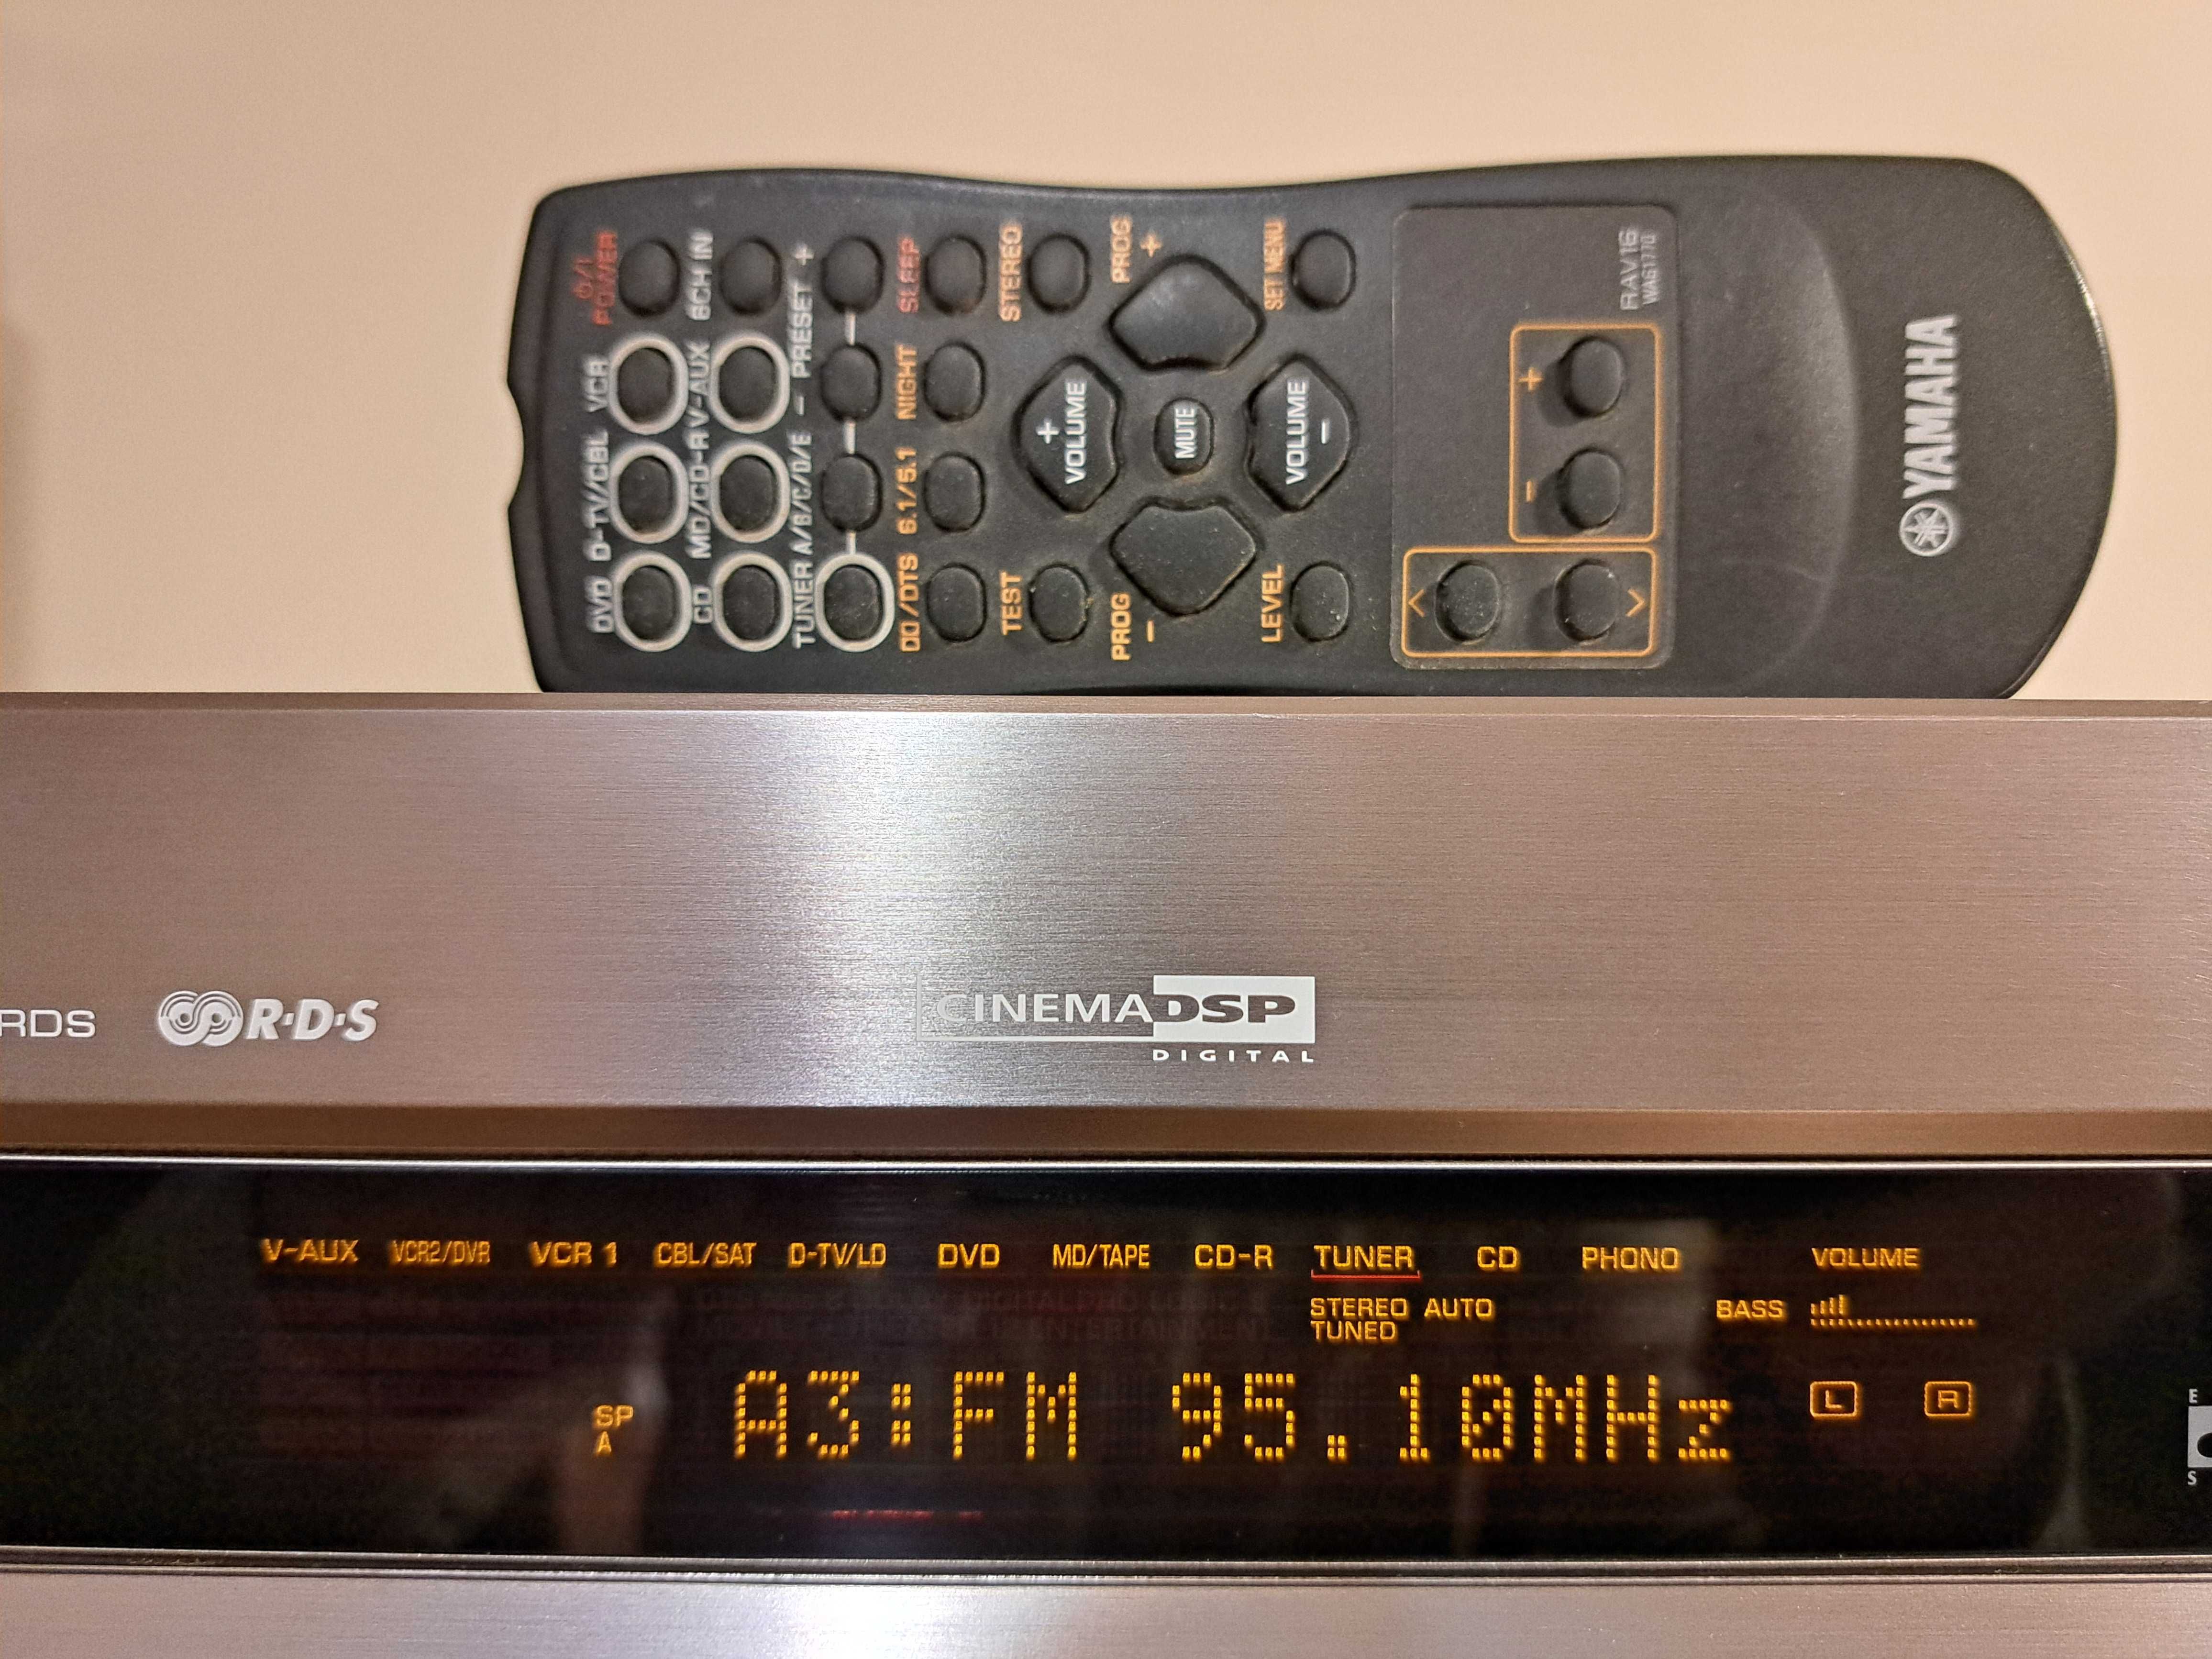 ⏻/I
POWER
6CH IN
PRESET +
SLEEP
STEREO
PROG
+
SET MENU
VCR
V-AUX
-
NIGHT
+
VOLUME
MUTE
VOLUME
-
+
RAV16
WA61770
D-TV/CBL
MD/CD-R
A/B/C/D/E
6.1/5.1
-
YAMAHA
DVD
CD
TUNER
DD/DTS
TEST
PROG
-
LEVEL
<
>
RDS
R·D·S
CINEMA DSP
DIGITAL
V-AUX VCR2/DVR VCR 1 CBL/SAT D-TV/LD DVD MD/TAPE CD-R TUNER CD PHONO VOLUME
STEREO AUTO BASS
TUNED
SP
A
A3:FM 95.10MHz
L R
E
S